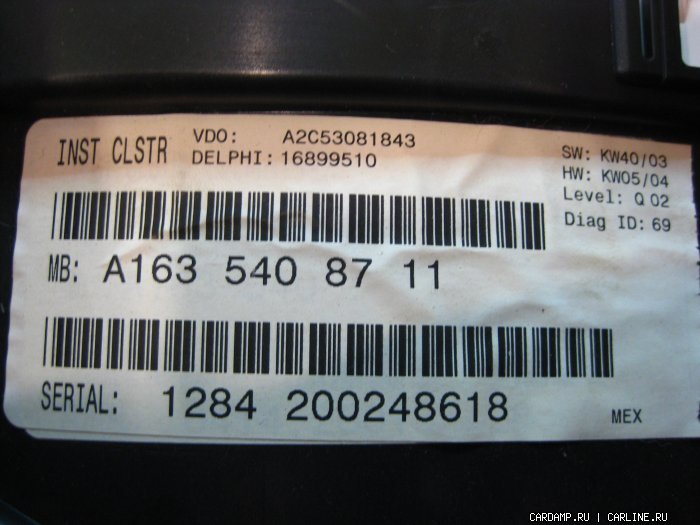 INST CLSTR
VDO: A2C53081843
DELPHI: 16899510
SW: KW40/03
HW: KW05/04
Level: Q 02
Diag ID: 69
MB: A163 540 87 11
SERIAL: 1284 200248618
MEX
CARDAMP.RU | CARLINE.RU